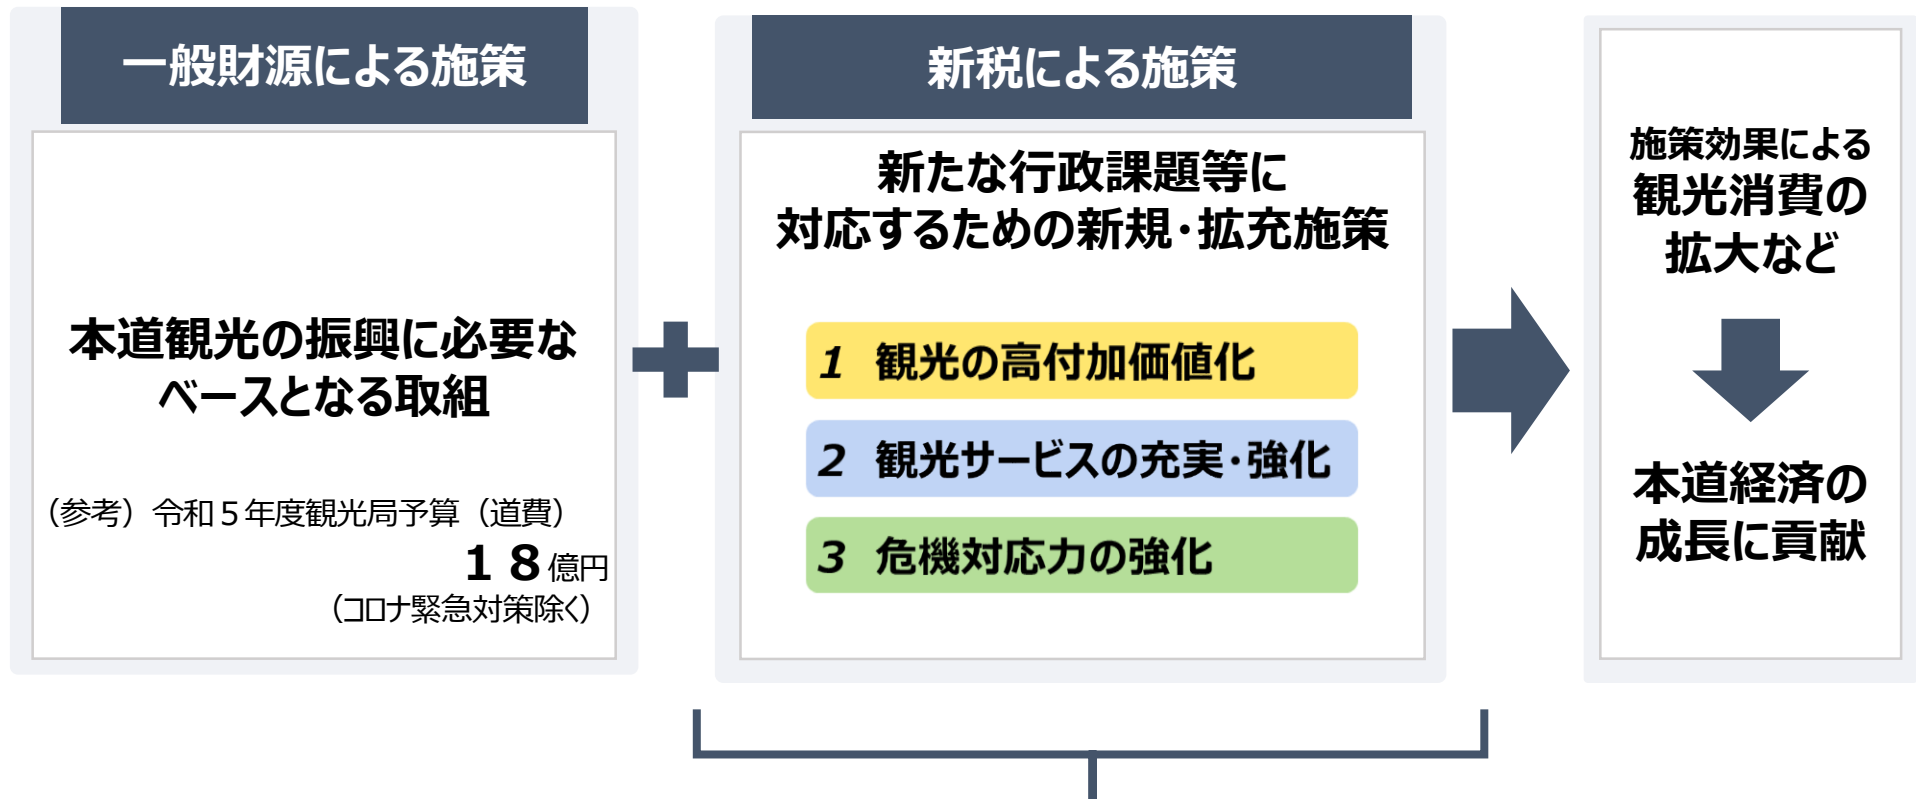 一般財源による施策
本道観光の振興に必要な
ベースとなる取組
（参考）令和５年度観光局予算（道費）
１８億円
（コロナ緊急対策除く）
新税による施策
新たな行政課題等に
対応するための新規・拡充施策
1 観光の高付加価値化
2 観光サービスの充実・強化
3 危機対応力の強化
施策効果による
観光消費の
拡大など
本道経済の
成長に貢献